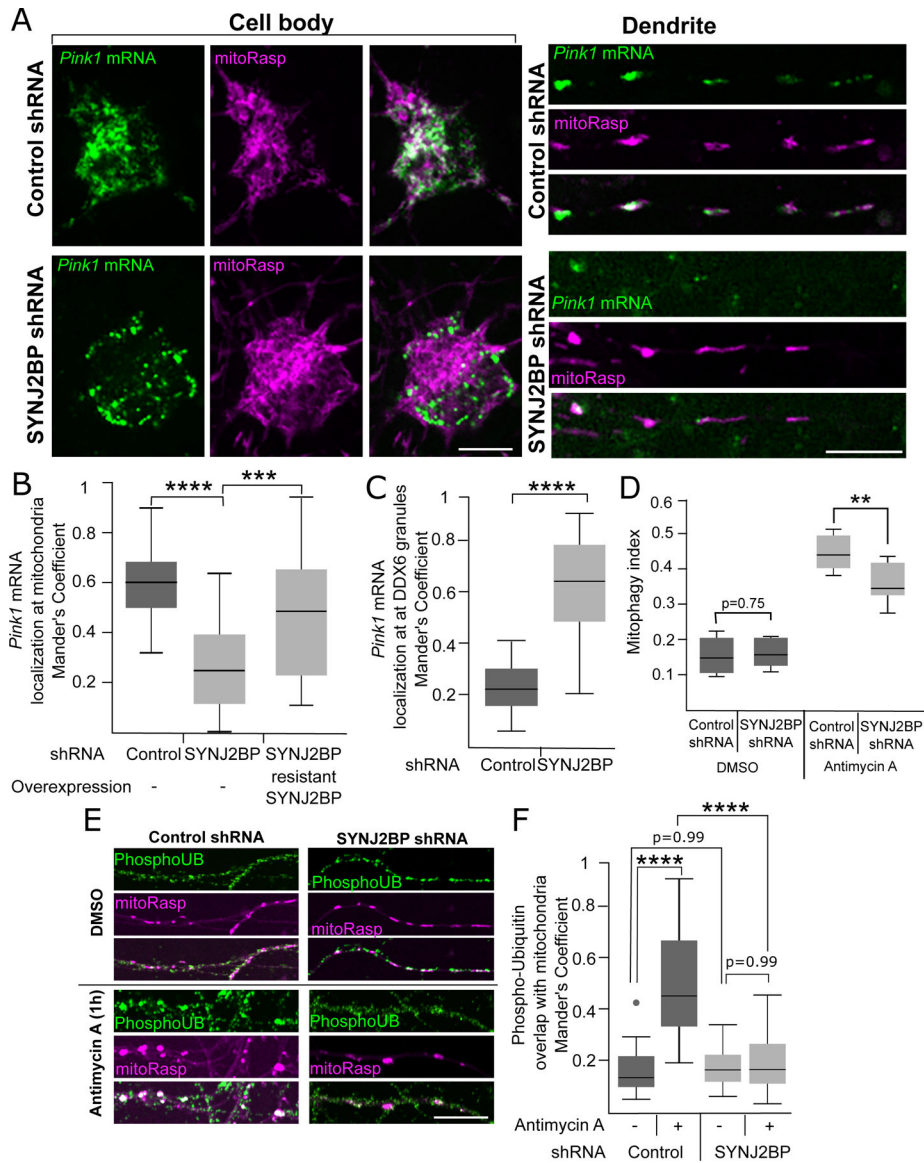 A
Cell body
Dendrite
Control shRNA
Pink1 mRNA
mitoRasp
SYNJ2BP shRNA
Pink1 mRNA
mitoRasp
Control shRNA
Pink1 mRNA
mitoRasp
SYNJ2BP shRNA
Pink1 mRNA
mitoRasp
B
Pink1 mRNA
localization at mitochondria
Mander's Coefficient
1
0.8
0.6
0.4
0.2
****
***
shRNA
Control
SYNJ2BP
SYNJ2BP
Overexpression
-
-
resistant
SYNJ2BP
C
Pink1 mRNA
localization at at DDX6 granules
Mander's Coefficient
1
0.8
0.6
0.4
0.2
****
shRNA
Control
SYNJ2BP
D
Mitophagy index
0.6
0.5
0.4
0.3
0.2
0.1
p=0.75
**
Control
shRNA
SYNJ2BP
shRNA
Control
shRNA
SYNJ2BP
shRNA
DMSO
Antimycin A
E
Control shRNA
SYNJ2BP shRNA
DMSO
PhosphoUB
PhosphoUB
mitoRasp
mitoRasp
Antimycin A (1h)
PhosphoUB
PhosphoUB
mitoRasp
mitoRasp
F
Phospho-Ubiquitin
overlap with mitochondria
Mander's Coefficient
1
0.8
0.6
0.4
0.2
****
p=0.99
****
p=0.99
Antimycin A
-
+
-
+
shRNA
Control
SYNJ2BP